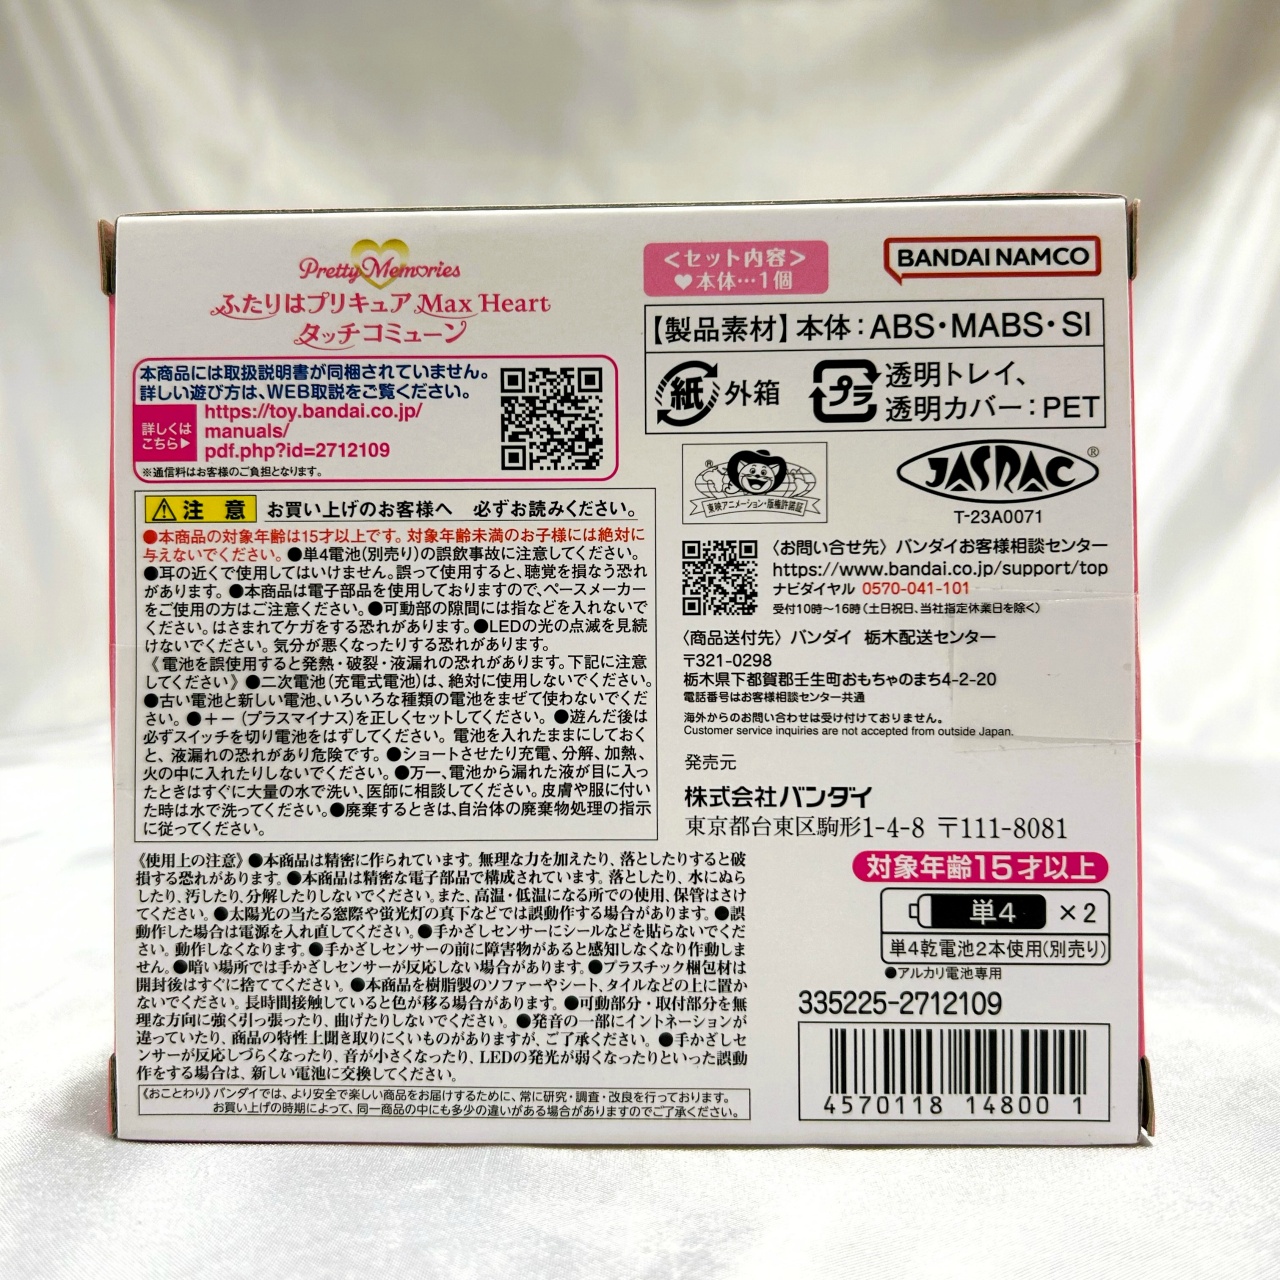 Pretty Memories
ふたりはプリキュア Max Heart
タッチコミューン
本商品には取扱説明書が同梱されていません。
詳しい遊び方は、WEB取説をご覧ください。
詳しくは
こちら▶
https://toy.bandai.co.jp/
manuals/
pdf.php?id=2712109
※通信料はお客様のご負担となります。
注意 お買い上げのお客様へ 必ずお読みください。
●本商品の対象年齢は15才以上です。対象年齢未満のお子様には絶対に
与えないでください。●単4電池(別売り)の誤飲事故に注意してください。
●耳の近くで使用してはいけません。誤って使用すると、聴覚を損なう恐れ
があります。●本商品は電子部品を使用しておりますので、ペースメーカー
をご使用の方はご注意ください。●可動部の隙間には指などを入れないで
ください。はさまれてケガをする恐れがあります。●LEDの光の点滅を見続
けないでください。気分が悪くなったりする恐れがあります。
《電池を誤使用すると発熱・破裂・液漏れの恐れがあります。下記に注意
してください》●二次電池(充電式電池)は、絶対に使用しないでください。
●古い電池と新しい電池、いろいろな種類の電池をまぜて使わないでくだ
さい。●＋－(プラスマイナス)を正しくセットしてください。●遊んだ後は
必ずスイッチを切り電池をはずしてください。電池を入れたままにしておく
と、液漏れの恐れがあり危険です。●ショートさせたり充電、分解、加熱、
火の中に入れたりしないでください。●万一、電池から漏れた液が目に入っ
たときはすぐに大量の水で洗い、医師に相談してください。皮膚や服に付い
た時は水で洗ってください。●廃棄するときは、自治体の廃棄物処理の指示
に従ってください。
《使用上の注意》●本商品は精密に作られています。無理な力を加えたり、落としたりすると破
損する恐れがあります。●本商品は精密な電子部品で構成されています。落としたり、水にぬら
したり、汚したり、分解したりしないでください。また、高温・低温になる所での使用、保管はさけ
てください。●太陽光の当たる窓際や蛍光灯の真下などでは誤動作する場合があります。●誤
動作した場合は電源を入れ直してください。●手かざしセンサーにシールなどを貼らないでくだ
さい。動作しなくなります。●手かざしセンサーの前に障害物があると感知しなくなり作動しま
せん。●暗い場所では手かざしセンサーが反応しない場合があります。●プラスチック梱包材は
開封後はすぐに捨ててください。●本商品を樹脂製のソファーやシート、タイルなどの上に置か
ないでください。長時間接触していると色が移る場合があります。●可動部分・取付部分を無
理な方向に強く引っ張ったり、曲げたりしないでください。●発音の一部にイントネーションが
違っていたり、商品の特性上聞き取りにくいものがありますが、ご了承ください。●手かざしセ
ンサーが反応しづらくなったり、音が小さくなったり、LEDの発光が弱くなったりといった誤動
作をする場合は、新しい電池に交換してください。
《おことわり》バンダイでは、より安全で楽しい商品をお届けするために、常に研究・調査・改良を行っております。
お買い上げの時期によって、同一商品の中にも多少の違いがある場合がありますのでご了承ください。
＜セット内容＞
♥本体…1個
BANDAI NAMCO
【製品素材】本体：ABS・MABS・SI
紙 外箱
プラ 透明トレイ、
透明カバー：PET
® 東映アニメーション・版権許諾証
JASRAC ®
T-23A0071
〈お問い合せ先〉バンダイお客様相談センター
https://www.bandai.co.jp/support/top
ナビダイヤル 0570-041-101
受付10時～16時(土日祝日、当社指定休業日を除く)
〈商品送付先〉バンダイ 栃木配送センター
〒321-0298
栃木県下都賀郡壬生町おもちゃのまち4-2-20
電話番号はお客様相談センター共通
海外からのお問い合わせは受け付けておりません。
Customer service inquiries are not accepted from outside Japan.
発売元
株式会社バンダイ
東京都台東区駒形1-4-8 〒111-8081
対象年齢15才以上
単4 ×2
単4乾電池2本使用(別売り)
●アルカリ電池専用
335225-2712109
4570118 14800 1